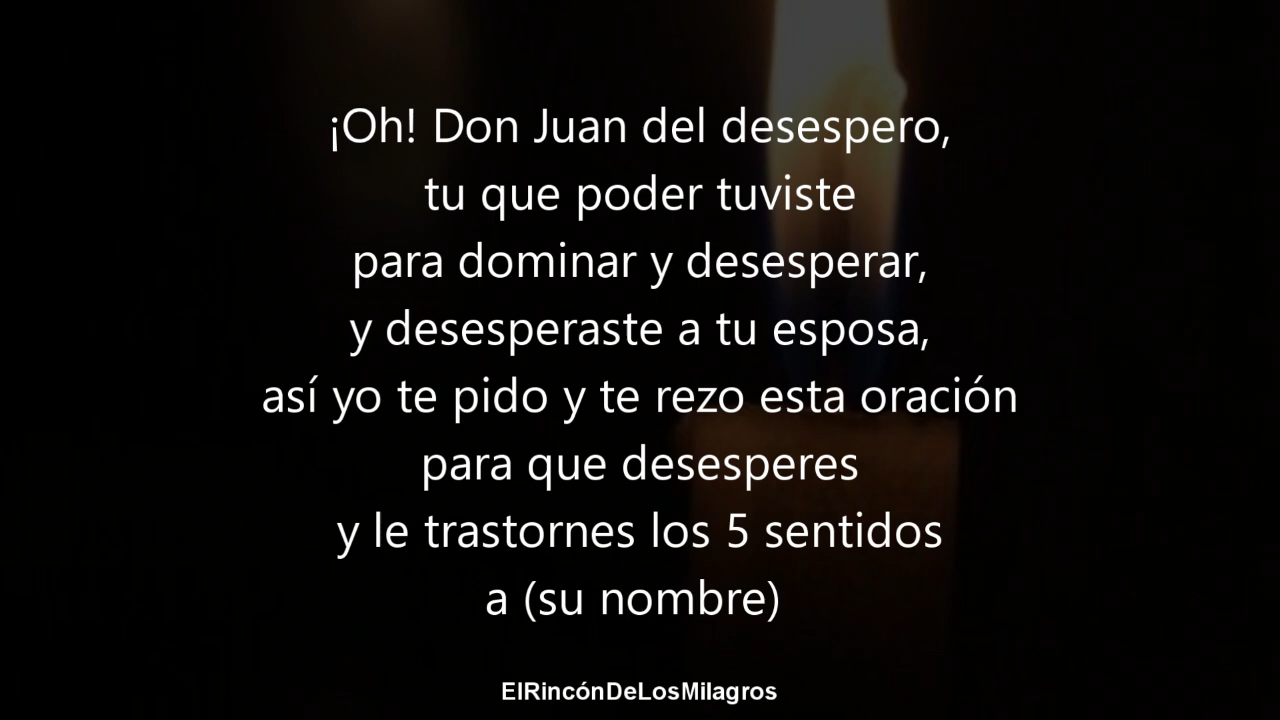 ¡Oh! Don Juan del desespero,
tu que poder tuviste
para dominar y desesperar,
y desesperaste a tu esposa,
así yo te pido y te rezo esta oración
para que desesperes
y le trastornes los 5 sentidos
a (su nombre)
ElRincónDeLosMilagros